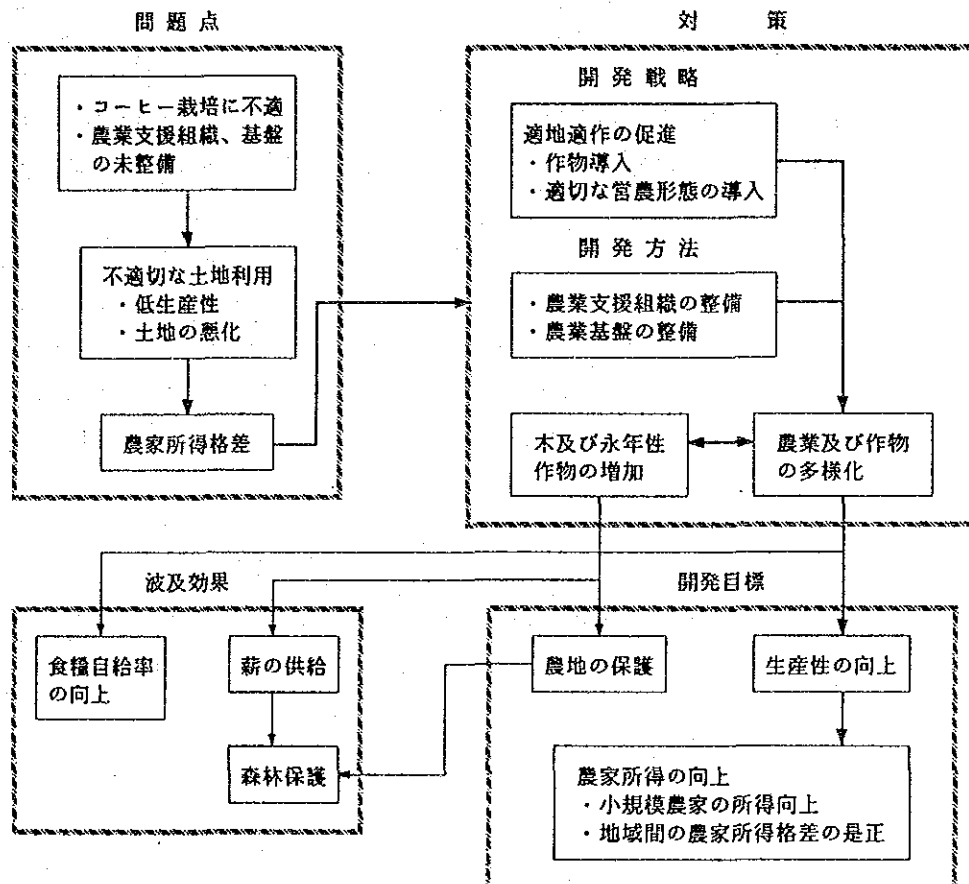 問題点
・コーヒー栽培に不適
・農業支援組織、基盤
の未整備
不適切な土地利用
・低生産性
・土地の悪化
農家所得格差
対策
開発戦略
適地適作の促進
・作物導入
・適切な営農形態の導入
開発方法
・農業支援組織の整備
・農業基盤の整備
木及び永年性
作物の増加
農業及び作物
の多様化
波及効果
食糧自給率
の向上
薪の供給
森林保護
開発目標
農地の保護
生産性の向上
農家所得の向上
・小規模農家の所得向上
・地域間の農家所得格差の是正